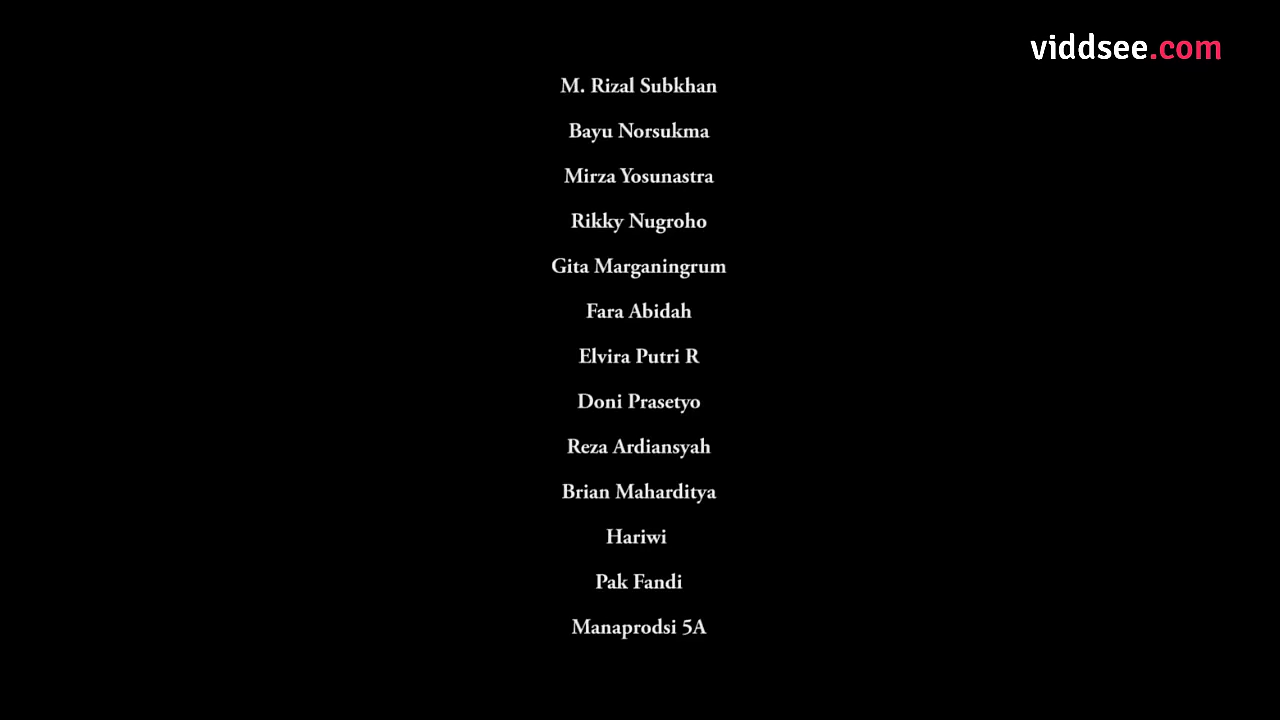 viddsee.com
M. Rizal Subkhan
Bayu Norsukma
Mirza Yosunastra
Rikky Nugroho
Gita Marganingrum
Fara Abidah
Elvira Putri R
Doni Prasetyo
Reza Ardiansyah
Brian Maharditya
Hariwi
Pak Fandi
Manaprodsi 5A